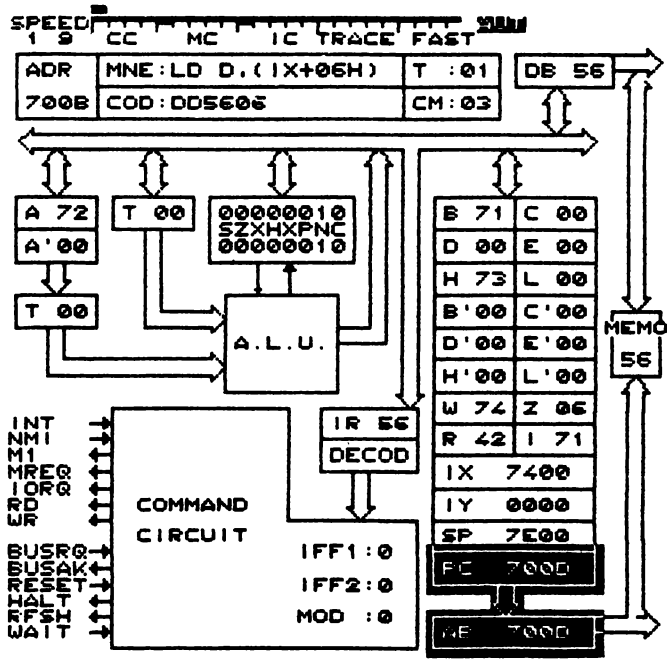 SPEED
1 9 CC MC IC TRACE FAST
ADR MNE:LD D.(IX+06H) T :01 DB 56
700B COD:DD5606 CM:03
A 72
A'00
T 00
T 00
00000010
SZXHXPNC
00000010
A.L.U.
B 71 C 00
D 00 E 00
H 73 L 00
B'00 C'00
D'00 E'00
H'00 L'00
W 74 Z 06
R 42 I 71
IX 7400
IY 0000
SP 7E00
PC 700D
AB 700D
MEMO
56
IR 56
DECOD
INT
NMI
M1
MREQ
IORQ
RD
WR
BUSRQ
BUSAK
RESET
HALT
RFSH
WAIT
COMMAND
CIRCUIT
IFF1:0
IFF2:0
MOD :0